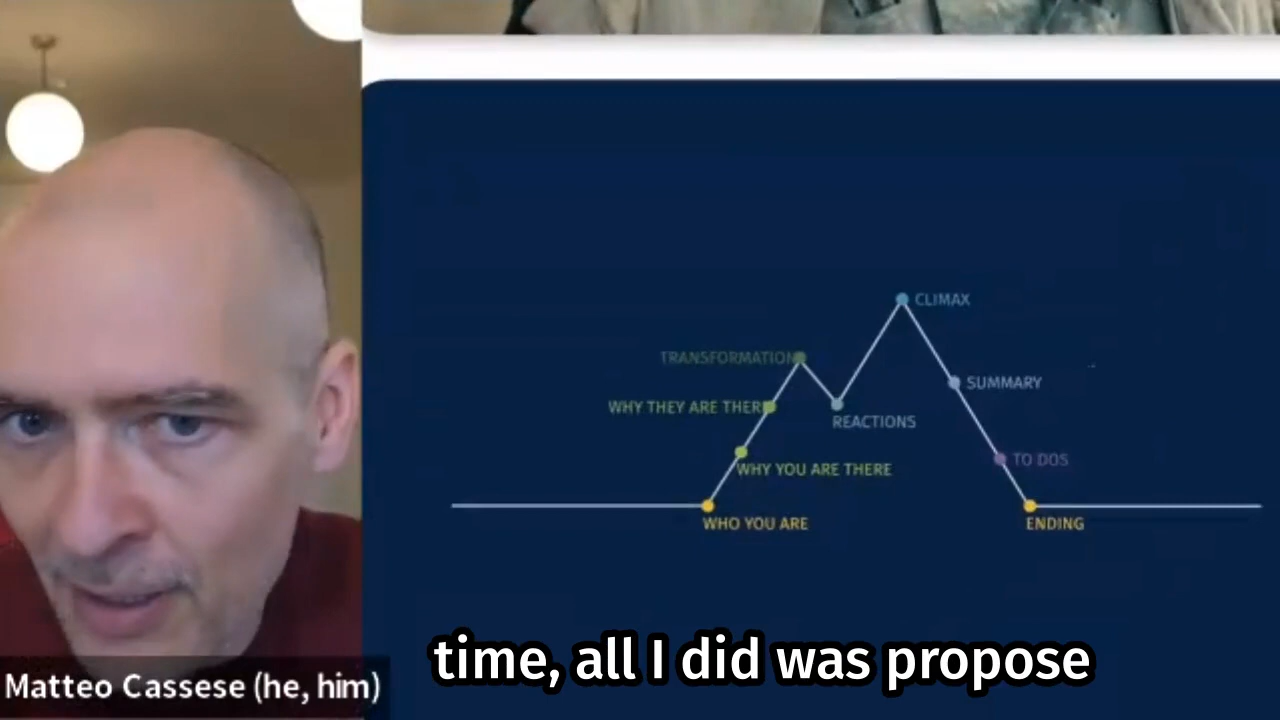 CLIMAX
TRANSFORMATION
SUMMARY
WHY THEY ARE THERE
REACTIONS
TO DOS
WHY YOU ARE THERE
WHO YOU ARE
ENDING
time, all I did was propose
Matteo Cassese (he, him)